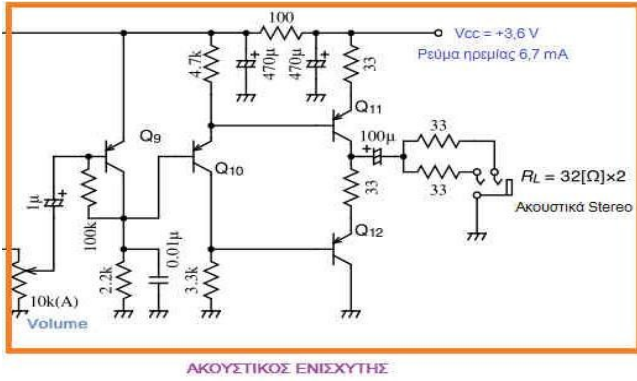 100
Vcc = +3,6 V
Ρεύμα ηρεμίας 6,7 mA
4.7k
470μ
470μ
33
Q11
Q9
100μ
33
Q10
33
33
RL = 32[Ω]×2
Ακουστικά Stereo
1μ
100k
Q12
2.2k
0.01μ
3.3k
10k(A)
Volume
ΑΚΟΥΣΤΙΚΟΣ ΕΝΙΣΧΥΤΗΣ